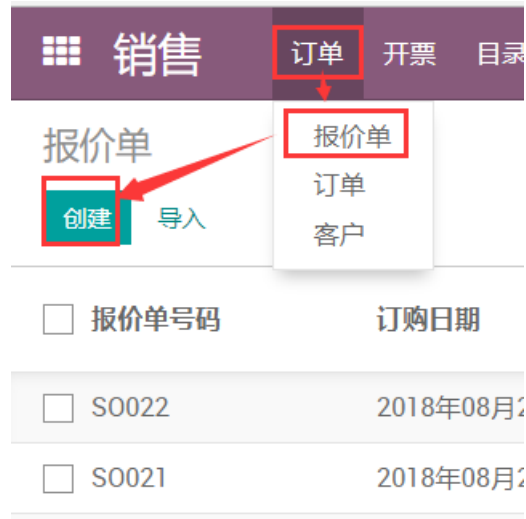 销售 订单 开票 目录
报价单 报价单
订单
创建 导入
客户
报价单号码 订购日期
SO022 2018年08月2
SO021 2018年08月2